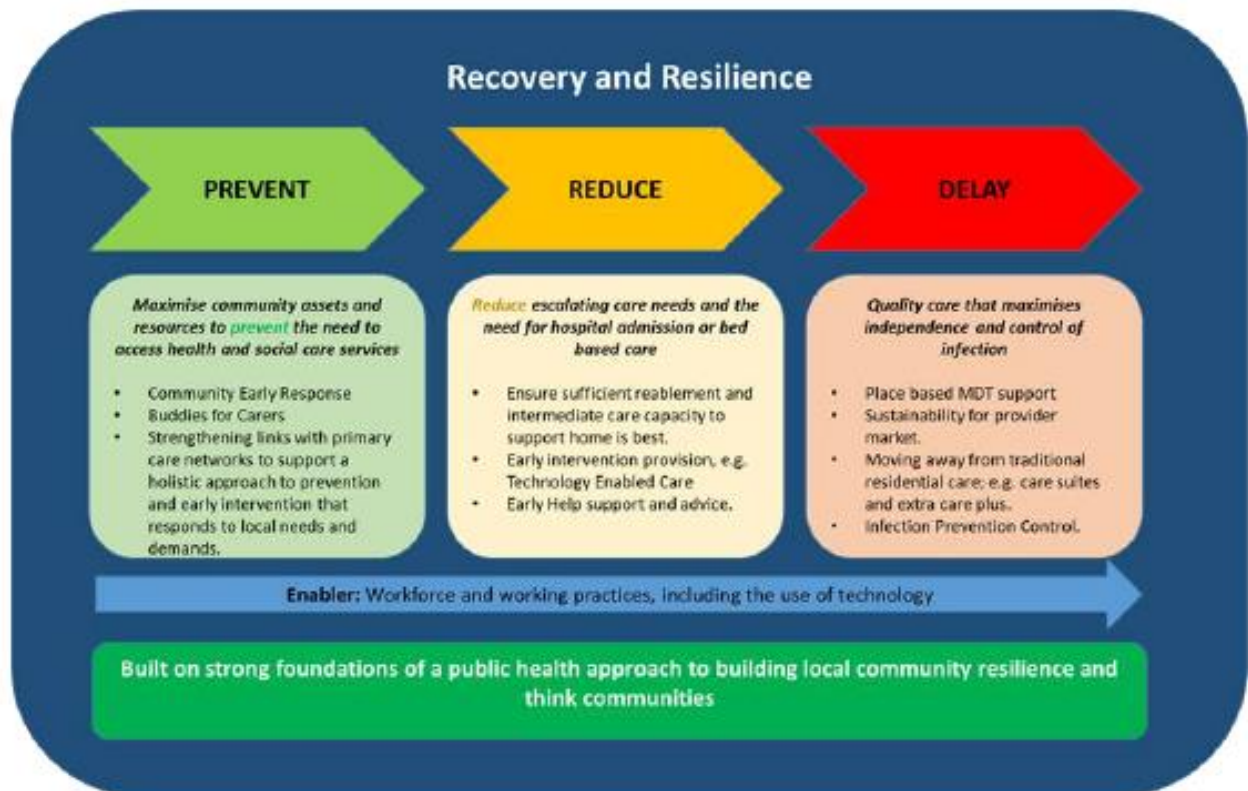 Recovery and Resilience
PREVENT
REDUCE
DELAY
Maximise community assets and
resources to prevent the need to
access health and social care services
• Community Early Response
• Buddies for Carers
• Strengthening links with primary
care networks to support a
holistic approach to prevention
and early intervention that
responds to local needs and
demands.
Reduce escalating care needs and the
need for hospital admission or bed
based care
• Ensure sufficient reablement and
intermediate care capacity to
support home is best.
• Early intervention provision, e.g.
Technology Enabled Care
• Early Help support and advice.
Quality care that maximises
independence and control of
infection
• Place based MDT support
• Sustainability for provider
market.
• Moving away from traditional
residential care; e.g. care suites
and extra care plus.
• Infection Prevention Control.
Enabler: Workforce and working practices, including the use of technology
Built on strong foundations of a public health approach to building local community resilience and
think communities